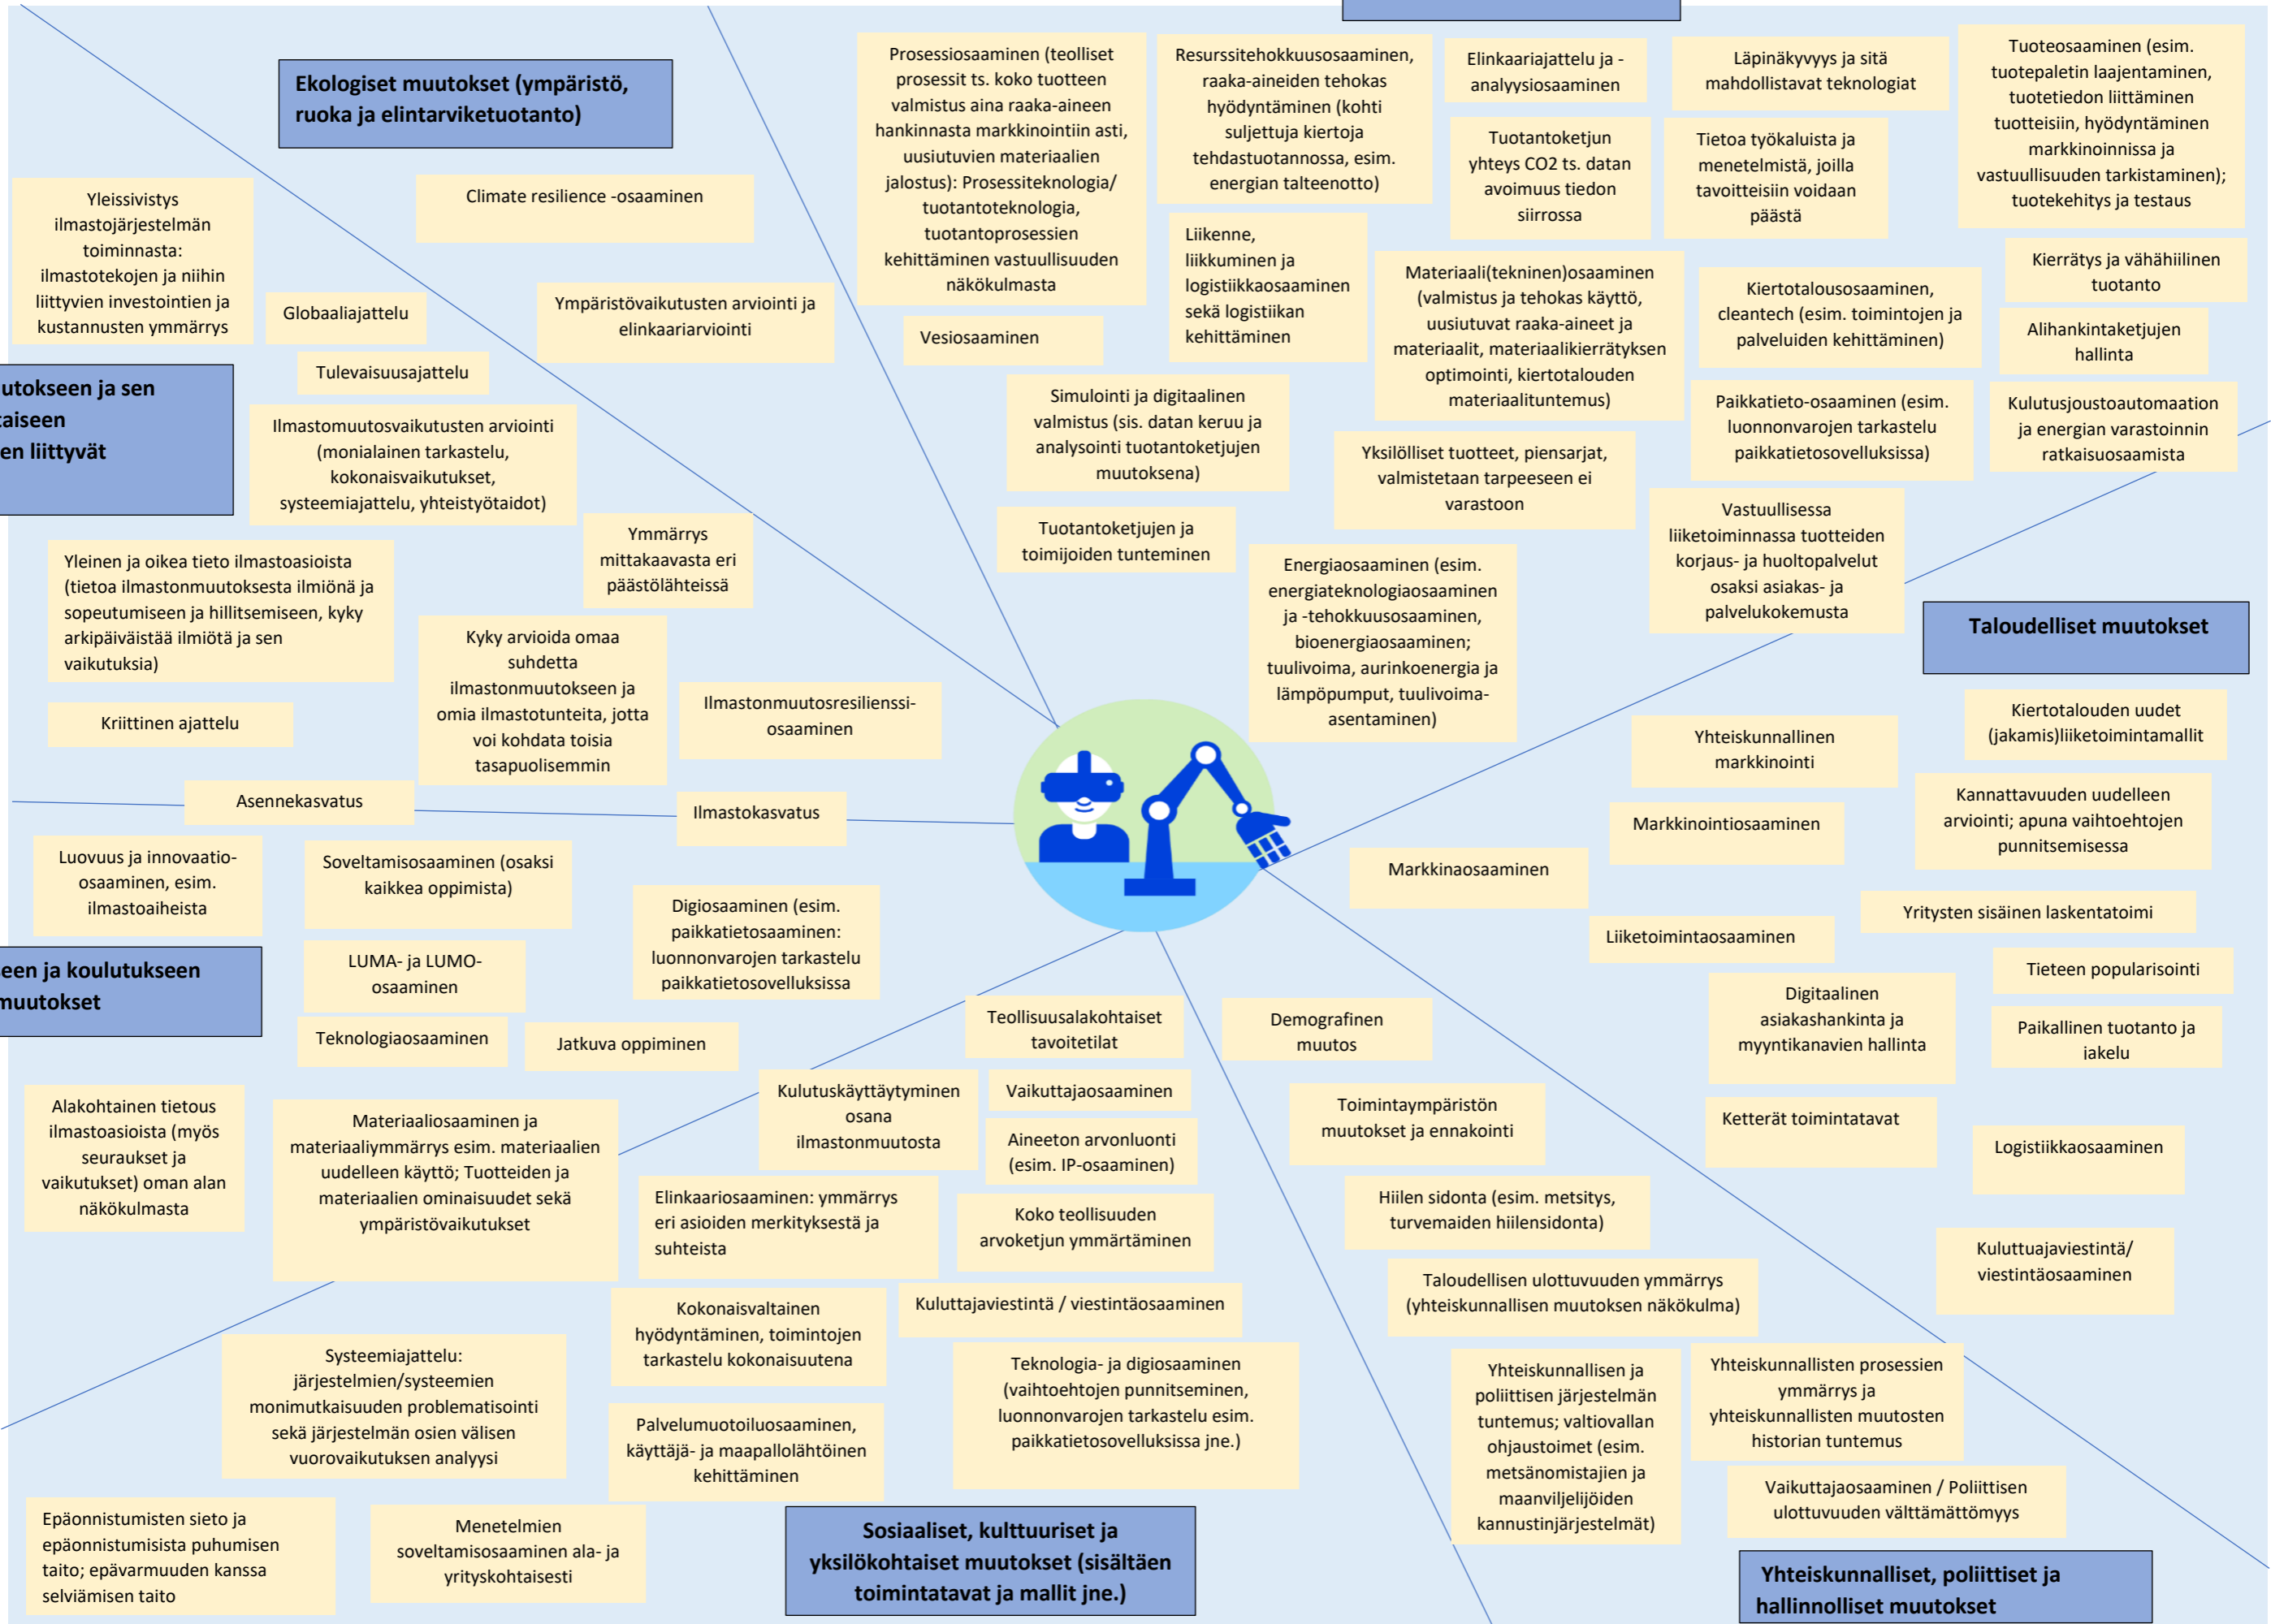 Ekologiset muutokset (ympäristö,
ruoka ja elintarviketuotanto)
Climate resilience -osaaminen
Ympäristövaikutusten arviointi ja
elinkaariarviointi
Yleissivistys
ilmastojärjestelmän
toiminnasta:
ilmastotekojen ja niihin
liittyvien investointien ja
kustannusten ymmärrys
Globaaliajattelu
Tulevaisuusajattelu
utokseen ja sen
taiseen
en liittyvät
Ilmastomuutosvaikutusten arviointi
(monialainen tarkastelu,
kokonaisvaikutukset,
systeemiajattelu, yhteistyötaidot)
Ymmärrys
mittakaavasta eri
päästölähteissä
Yleinen ja oikea tieto ilmastoasioista
(tietoa ilmastonmuutoksesta ilmiönä ja
sopeutumiseen ja hillitsemiseen, kyky
arkipäiväistää ilmiötä ja sen
vaikutuksia)
Kyky arvioida omaa
suhdetta
ilmastonmuutokseen ja
omia ilmastotunteita, jotta
voi kohdata toisia
tasapuolisemmin
Ilmastonmuutosresilienssi-
osaaminen
Kriittinen ajattelu
Asennekasvatus
Ilmastokasvatus
Prosessiosaaminen (teolliset
prosessit ts. koko tuotteen
valmistus aina raaka-aineen
hankinnasta markkinointiin asti,
uusiutuvien materiaalien
jalostus): Prosessiteknologia/
tuotantoteknologia,
tuotantoprosessien
kehittäminen vastuullisuuden
näkökulmasta
Resurssitehokkuusosaaminen,
raaka-aineiden tehokas
hyödyntäminen (kohti
suljettuja kiertoja
tehdastuotannossa, esim.
energian talteenotto)
Elinkaariajattelu ja -
analyysiosaaminen
Läpinäkyvyys ja sitä
mahdollistavat teknologiat
Tuoteosaaminen (esim.
tuotepaletin laajentaminen,
tuotetiedon liittäminen
tuotteisiin, hyödyntäminen
markkinoinnissa ja
vastuullisuuden tarkistaminen);
tuotekehitys ja testaus
Tuotantoketjun
yhteys CO2 ts. datan
avoimuus tiedon
siirrossa
Tietoa työkaluista ja
menetelmistä, joilla
tavoitteisiin voidaan
päästä
Liikenne,
liikkuminen ja
logistiikkaosaaminen
sekä logistiikan
kehittäminen
Materiaali(tekninen)osaaminen
(valmistus ja tehokas käyttö,
uusiutuvat raaka-aineet ja
materiaalit, materiaalikierrätyksen
optimointi, kiertotalouden
materiaalituntemus)
Kiertotalousosaaminen,
cleantech (esim. toimintojen ja
palveluiden kehittäminen)
Kierrätys ja vähähiilinen
tuotanto
Alihankintaketjujen
hallinta
Vesiosaaminen
Simulointi ja digitaalinen
valmistus (sis. datan keruu ja
analysointi tuotantoketjujen
muutoksena)
Paikkatieto-osaaminen (esim.
luonnonvarojen tarkastelu
paikkatietosovelluksissa)
Kulutusjoustoautomaation
ja energian varastoinnin
ratkaisuosaamista
Yksilölliset tuotteet, piensarjat,
valmistetaan tarpeeseen ei
varastoon
Tuotantoketjujen ja
toimijoiden tunteminen
Energiaosaaminen (esim.
energiateknologiaosaaminen
ja -tehokkuusosaaminen,
bioenergiaosaaminen;
tuulivoima, aurinkoenergia ja
lämpöpumput, tuulivoima-
asentaminen)
Vastuullisessa
liiketoiminnassa tuotteiden
korjaus- ja huoltopalvelut
osaksi asiakas- ja
palvelukokemusta
Taloudelliset muutokset
Kiertotalouden uudet
(jakamis)liiketoimintamallit
Yhteiskunnallinen
markkinointi
Kannattavuuden uudelleen
arviointi; apuna vaihtoehtojen
punnitsemisessa
Markkinointiosaaminen
Markkinaosaaminen
Yritysten sisäinen laskentatoimi
Liiketoimintaosaaminen
Tieteen popularisointi
Digitaalinen
asiakashankinta ja
myyntikanavien hallinta
Paikallinen tuotanto ja
jakelu
Ketterät toimintatavat
Logistiikkaosaaminen
Kuluttuajaviestintä/
viestintäosaaminen
Luovuus ja innovaatio-
osaaminen, esim.
ilmastoaiheista
Soveltamisosaaminen (osaksi
kaikkea oppimista)
Digiosaaminen (esim.
paikkatietosaaminen:
luonnonvarojen tarkastelu
paikkatietosovelluksissa
seen ja koulutukseen
muutokset
LUMA- ja LUMO-
osaaminen
Teknologiaosaaminen
Jatkuva oppiminen
Alakohtainen tietous
ilmastoasioista (myös
seuraukset ja
vaikutukset) oman alan
näkökulmasta
Materiaaliosaaminen ja
materiaaliymmärrys esim. materiaalien
uudelleen käyttö; Tuotteiden ja
materiaalien ominaisuudet sekä
ympäristövaikutukset
Teollisuusalakohtaiset
tavoitetilat
Kulutuskäyttäytyminen
osana
ilmastonmuutosta
Vaikuttajaosaaminen
Aineeton arvonluonti
(esim. IP-osaaminen)
Elinkaariosaaminen: ymmärrys
eri asioiden merkityksestä ja
suhteista
Koko teollisuuden
arvoketjun ymmärtäminen
Kokonaisvaltainen
hyödyntäminen, toimintojen
tarkastelu kokonaisuutena
Kuluttajaviestintä / viestintäosaaminen
Systeemiajattelu:
järjestelmien/systeemien
monimutkaisuuden problematisointi
sekä järjestelmän osien välisen
vuorovaikutuksen analyysi
Teknologia- ja digiosaaminen
(vaihtoehtojen punnitseminen,
luonnonvarojen tarkastelu esim.
paikkatietosovelluksissa jne.)
Palvelumuotoiluosaaminen,
käyttäjä- ja maapallolähtöinen
kehittäminen
Epäonnistumisten sieto ja
epäonnistumisista puhumisen
taito; epävarmuuden kanssa
selviämisen taito
Menetelmien
soveltamisosaaminen ala- ja
yrityskohtaisesti
Sosiaaliset, kulttuuriset ja
yksilökohtaiset muutokset (sisältäen
toimintatavat ja mallit jne.)
Demografinen
muutos
Toimintaympäristön
muutokset ja ennakointi
Hiilen sidonta (esim. metsitys,
turvemaiden hiilensidonta)
Taloudellisen ulottuvuuden ymmärrys
(yhteiskunnallisen muutoksen näkökulma)
Yhteiskunnallisen ja
poliittisen järjestelmän
tuntemus; valtiovallan
ohjaustoimet (esim.
metsänomistajien ja
maanviljelijöiden
kannustinjärjestelmät)
Yhteiskunnallisten prosessien
ymmärrys ja
yhteiskunnallisten muutosten
historian tuntemus
Vaikuttajaosaaminen / Poliittisen
ulottuvuuden välttämättömyys
Yhteiskunnalliset, poliittiset ja
hallinnolliset muutokset